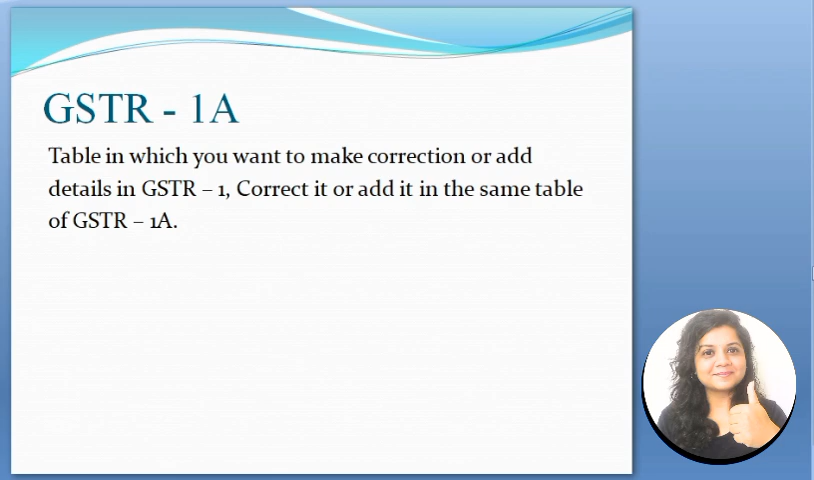 GSTR - 1A
Table in which you want to make correction or add
details in GSTR – 1, Correct it or add it in the same table
of GSTR – 1A.